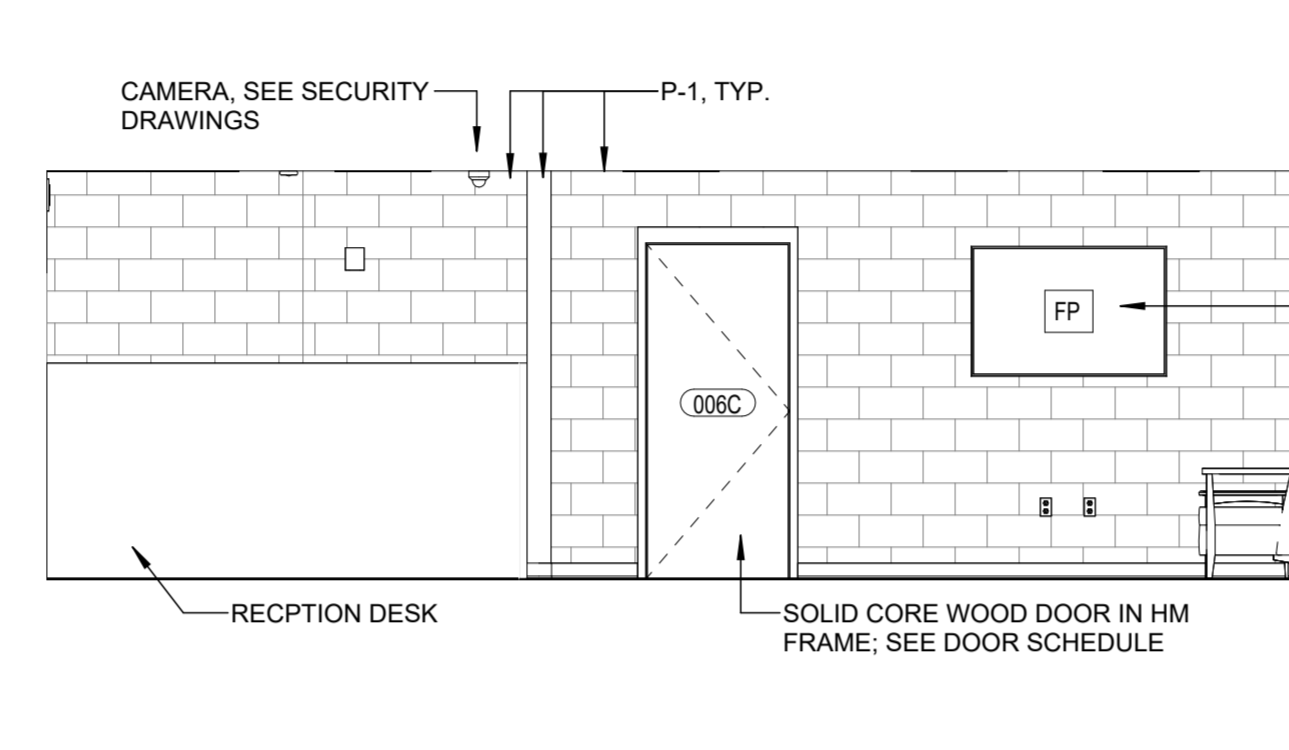 CAMERA, SEE SECURITY
DRAWINGS
P-1, TYP.
FP
006C
RECPTION DESK
SOLID CORE WOOD DOOR IN HM
FRAME; SEE DOOR SCHEDULE